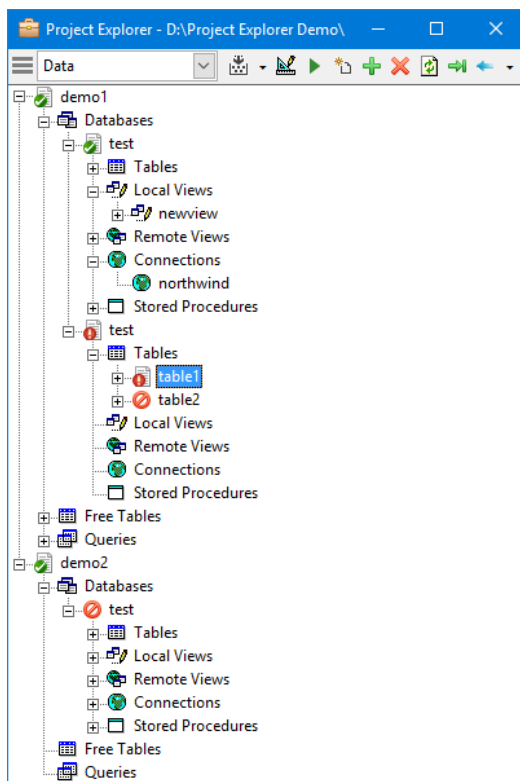 Project Explorer - D:\Project Explorer Demo\
Data
demo1
Databases
test
Tables
Local Views
newview
Remote Views
Connections
northwind
Stored Procedures
test
Tables
table1
table2
Local Views
Remote Views
Connections
Stored Procedures
Free Tables
Queries
demo2
Databases
test
Tables
Local Views
Remote Views
Connections
Stored Procedures
Free Tables
Queries